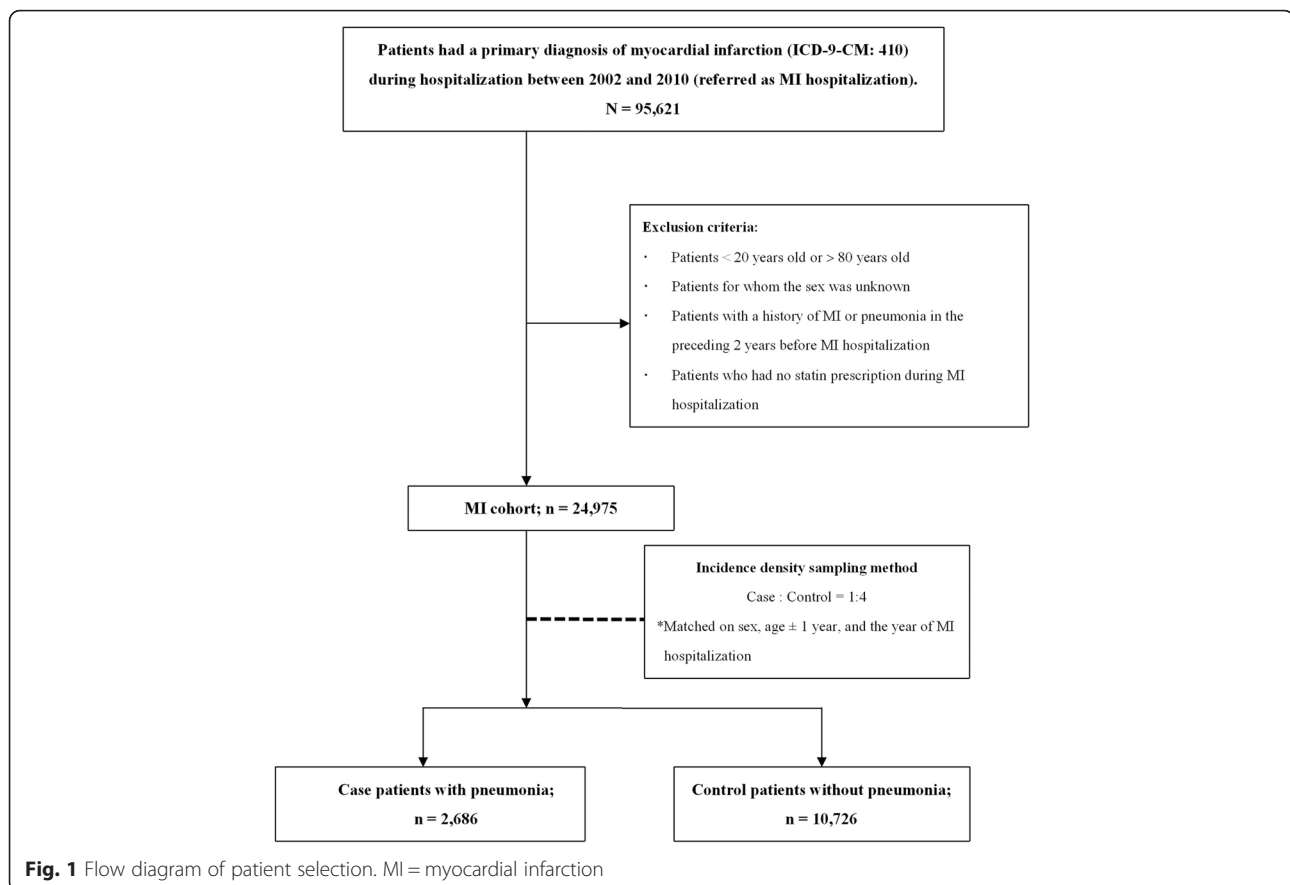 Patients had a primary diagnosis of myocardial infarction (ICD-9-CM: 410)
during hospitalization between 2002 and 2010 (referred as MI hospitalization).
N = 95,621
Exclusion criteria:
· Patients < 20 years old or > 80 years old
· Patients for whom the sex was unknown
· Patients with a history of MI or pneumonia in the
preceding 2 years before MI hospitalization
· Patients who had no statin prescription during MI
hospitalization
MI cohort; n = 24,975
Incidence density sampling method
Case : Control = 1:4
*Matched on sex, age ± 1 year, and the year of MI
hospitalization
Case patients with pneumonia;
n = 2,686
Control patients without pneumonia;
n = 10,726
Fig. 1 Flow diagram of patient selection. MI = myocardial infarction